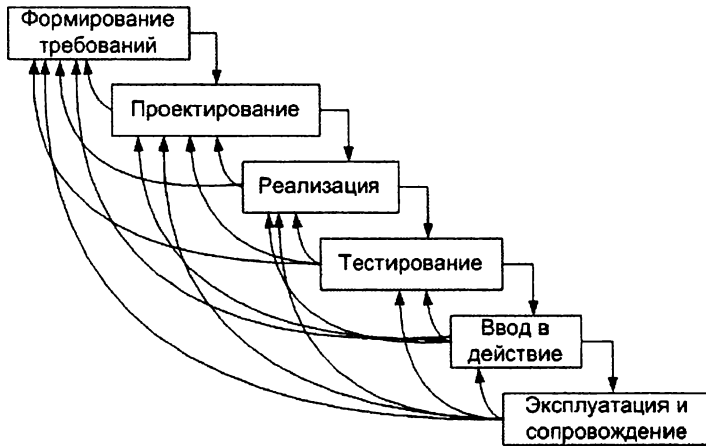 Формирование
требований
Проектирование
Реализация
Тестирование
Ввод в
действие
Эксплуатация и
сопровождение